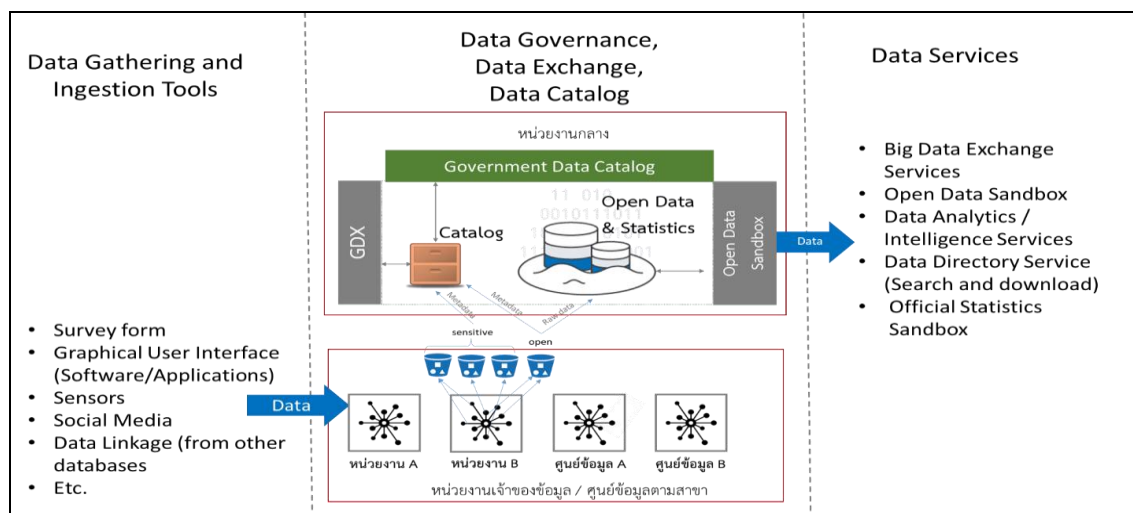 Data Gathering and
Ingestion Tools
• Survey form
• Graphical User Interface
(Software/Applications)
• Sensors
• Social Media
• Data Linkage (from other
databases
• Etc.
Data
Data Governance,
Data Exchange,
Data Catalog
หน่วยงานกลาง
Government Data Catalog
GDX
Catalog
11 010
0010111011
Open Data
& Statistics
Open Data
Sandbox
Metadata
Metadata
Raw data
sensitive
open
หน่วยงาน A
หน่วยงาน B
ศูนย์ข้อมูล A
ศูนย์ข้อมูล B
หน่วยงานเจ้าของข้อมูล / ศูนย์ข้อมูลตามสาขา
Data
Data Services
• Big Data Exchange
Services
• Open Data Sandbox
• Data Analytics /
Intelligence Services
• Data Directory Service
(Search and download)
• Official Statistics
Sandbox